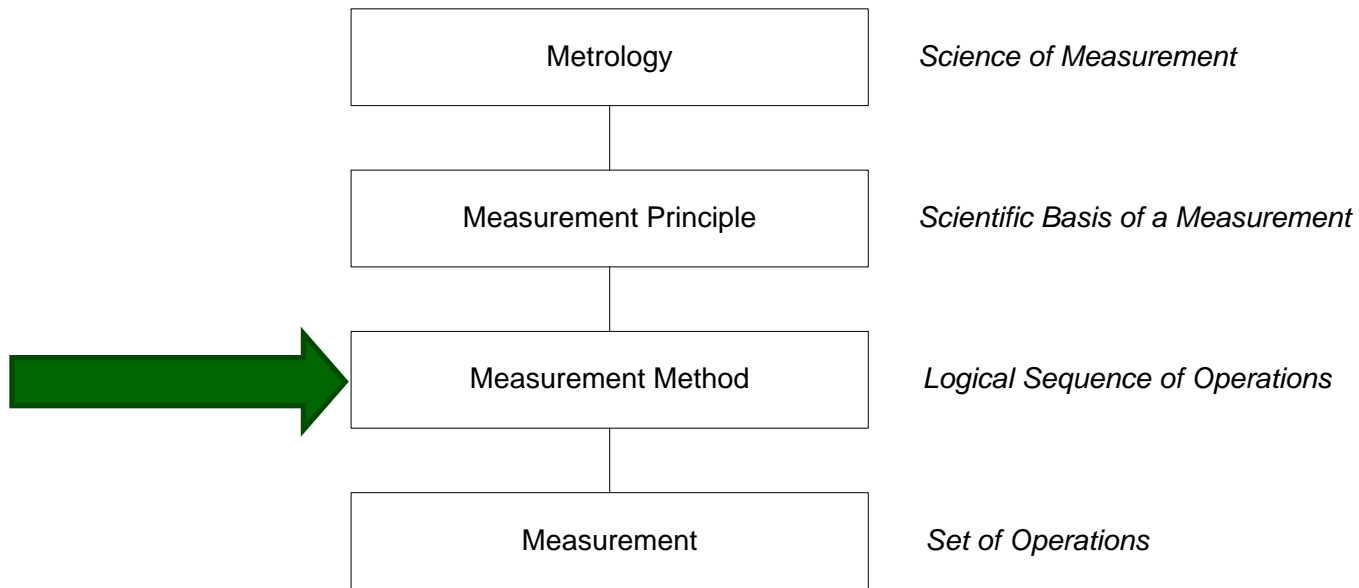 Metrology
Science of Measurement
Measurement Principle
Scientific Basis of a Measurement
Measurement Method
Logical Sequence of Operations
Measurement
Set of Operations